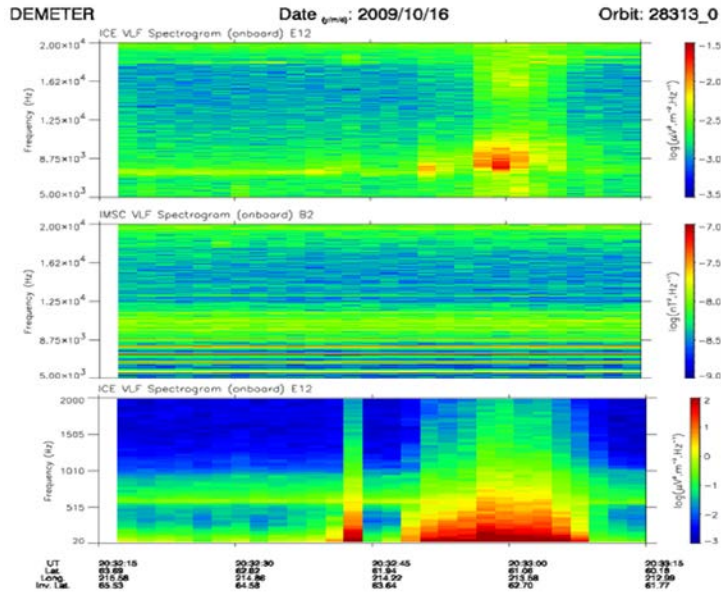 DEMETER Date (y/m/d): 2009/10/16 Orbit: 28313_0
ICE VLF Spectrogram (onboard) E12
2.00×10⁴
1.62×10⁴
1.25×10⁴
8.75×10³
5.00×10³
Frequency (Hz)
-1.5
-2.0
-2.5
-3.0
-3.5
log(μV².m⁻².Hz⁻¹)
IMSC VLF Spectrogram (onboard) B2
2.00×10⁴
1.62×10⁴
1.25×10⁴
8.75×10³
5.00×10³
Frequency (Hz)
-7.0
-7.5
-8.0
-8.5
-9.0
log(nT².Hz⁻¹)
ICE VLF Spectrogram (onboard) E12
2000
1505
1010
515
20
Frequency (Hz)
2
1
0
-1
-2
-3
log(μV².m⁻².Hz⁻¹)
UT 20:32:15 20:32:30 20:32:45 20:33:00 20:33:15
Lat. 63.69 62.82 61.94 61.06 60.18
Long. 215.58 214.86 214.22 213.58 212.99
Inv. Lat. 65.53 64.58 63.64 62.70 61.77